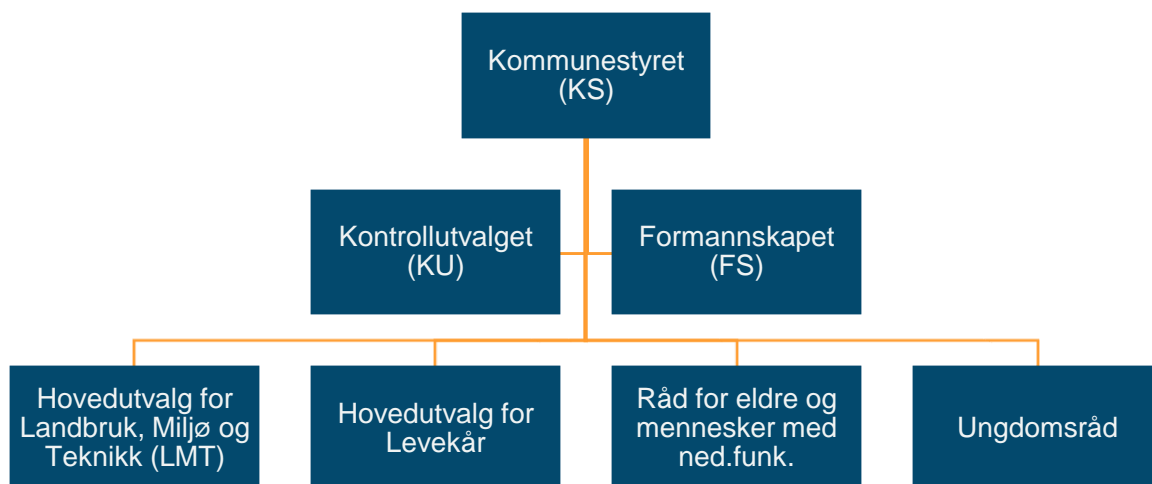 Kommunestyret
(KS)
Kontrollutvalget
(KU)
Formannskapet
(FS)
Hovedutvalg for
Landbruk, Miljø og
Teknikk (LMT)
Hovedutvalg for
Levekår
Råd for eldre og
mennesker med
ned.funk.
Ungdomsråd